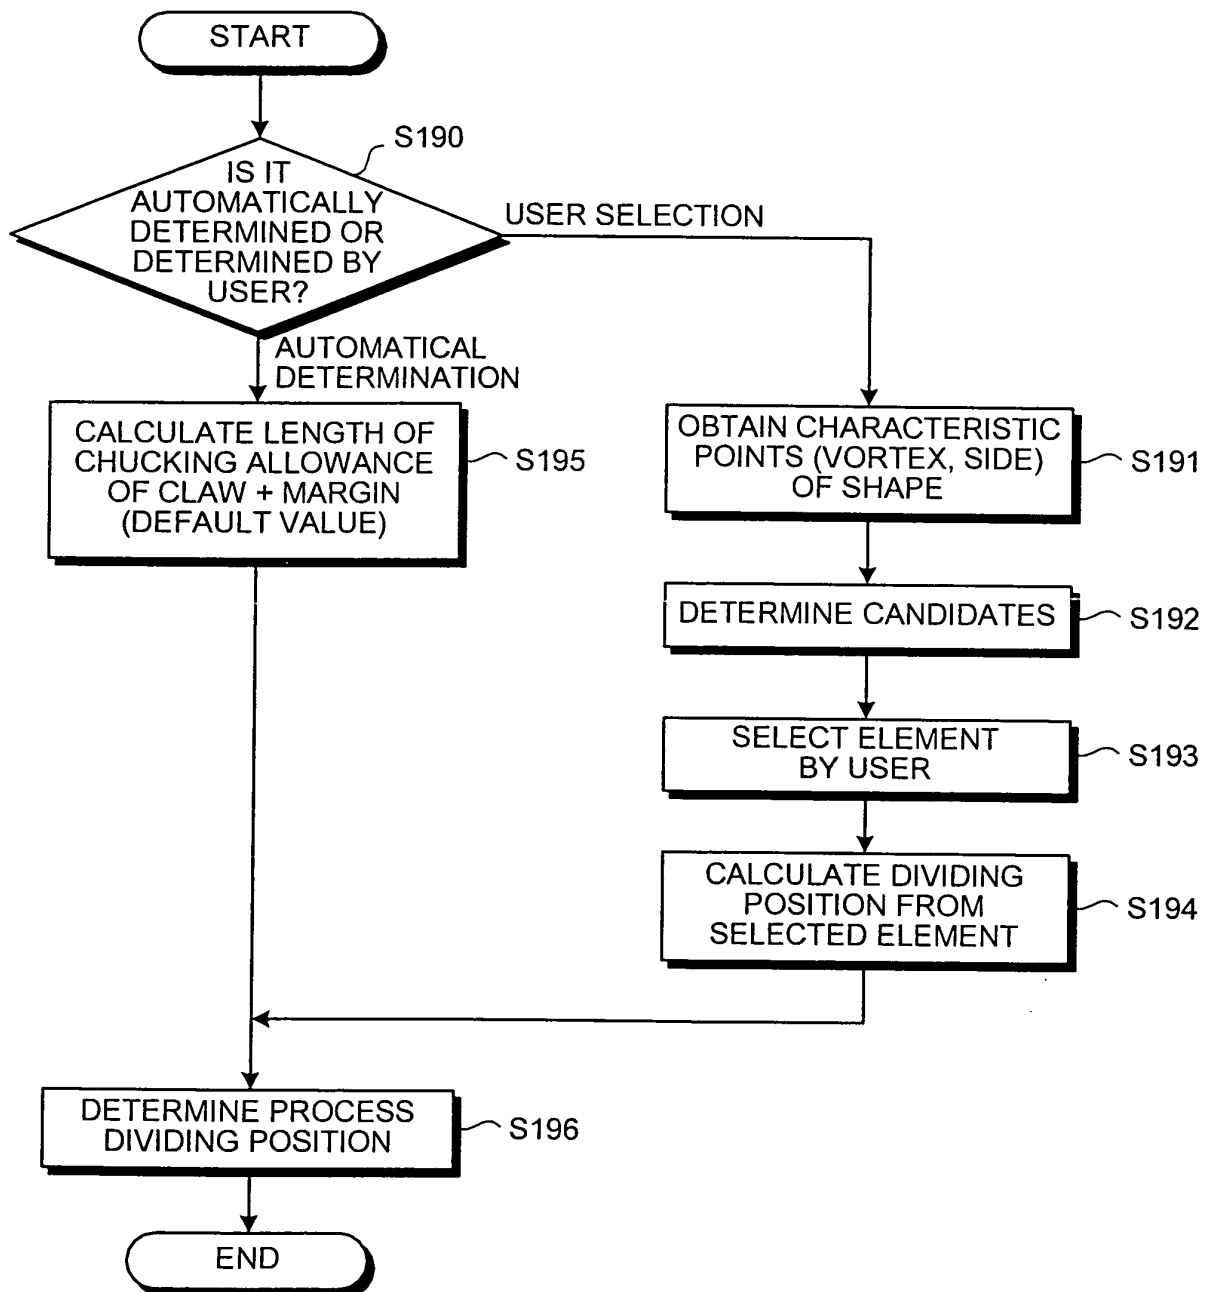 START
S190
IS IT
AUTOMATICALLY
DETERMINED OR
DETERMINED BY
USER?
USER SELECTION
AUTOMATICAL
DETERMINATION
CALCULATE LENGTH OF
CHUCKING ALLOWANCE
OF CLAW + MARGIN
(DEFAULT VALUE)
S195
OBTAIN CHARACTERISTIC
POINTS (VORTEX, SIDE)
OF SHAPE
S191
DETERMINE CANDIDATES
S192
SELECT ELEMENT
BY USER
S193
CALCULATE DIVIDING
POSITION FROM
SELECTED ELEMENT
S194
DETERMINE PROCESS
DIVIDING POSITION
S196
END